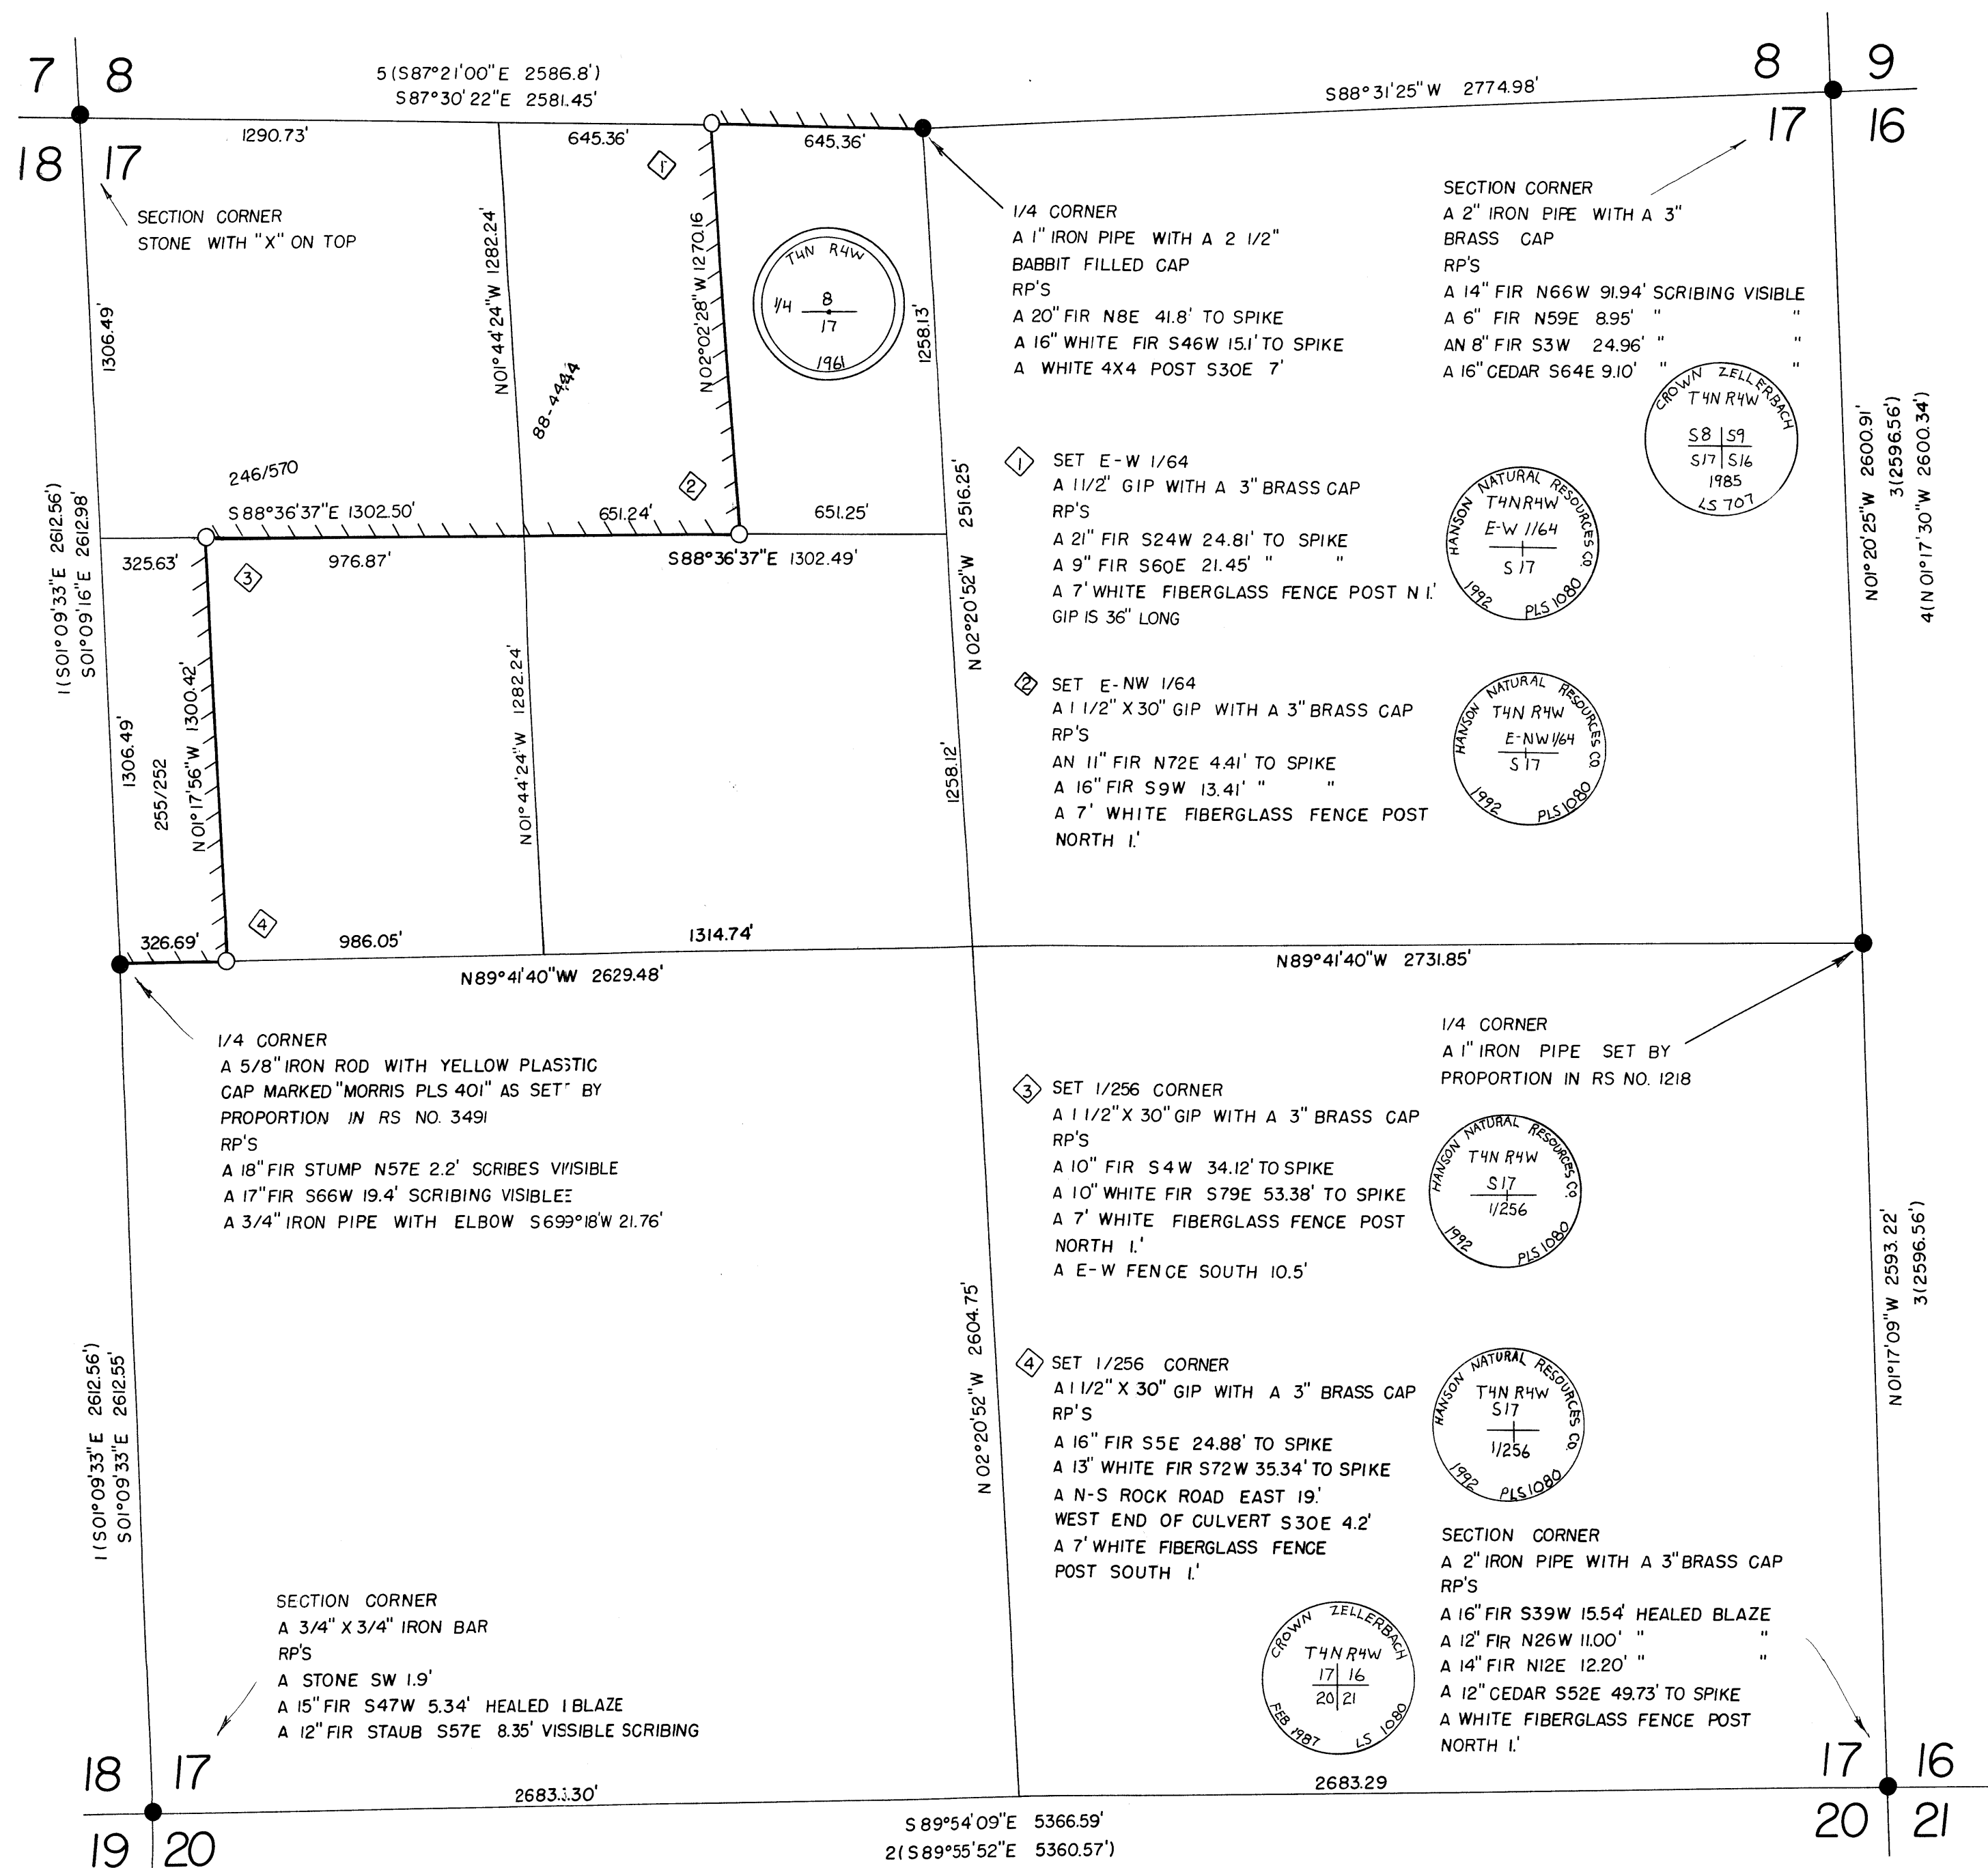 7 8
5(S87°21'00"E 2586.8')
S87°30'22"E 2581.45'
S88°31'25"W 2774.98'
8 9
18 17
17 16
1290.73'
645.36'
645.36'
1
SECTION CORNER
STONE WITH "X" ON TOP
1306.49'
N01°44'24"W 1282.24'
N02°02'28"W 1270.16
88-4444
T4N R4W
1/4 8
17
1961
1258.13'
1/4 CORNER
A 1" IRON PIPE WITH A 2 1/2"
BABBIT FILLED CAP
RP'S
A 20" FIR N8E 41.8' TO SPIKE
A 16" WHITE FIR S46W 15.1' TO SPIKE
A WHITE 4X4 POST S30E 7'
SECTION CORNER
A 2" IRON PIPE WITH A 3"
BRASS CAP
RP'S
A 14" FIR N66W 91.94' SCRIBING VISIBLE
A 6" FIR N59E 8.95' " "
AN 8" FIR S3W 24.96' " "
A 16" CEDAR S64E 9.10' " "
CROWN ZELLERBACH
T4N R4W
S8 S9
S17 S16
1985
LS 707
N01°20'25"W 2600.91'
3(2596.56')
4(N01°17'30"W 2600.34')
246/570
S88°36'37"E 1302.50'
2
651.24'
651.25'
325.63'
3
976.87'
S88°36'37"E 1302.49'
1(S01°09'33"E 2612.56')
S01°09'16"E 2612.98'
N02°20'52"W 2516.25'
1 SET E-W 1/64
A 1 1/2" GIP WITH A 3" BRASS CAP
RP'S
A 21" FIR S24W 24.81' TO SPIKE
A 9" FIR S60E 21.45' " "
A 7' WHITE FIBERGLASS FENCE POST N 1.'
GIP IS 36" LONG
HANSON NATURAL RESOURCES CO.
T4N R4W
E-W 1/64
S 17
1992 PLS 1080
1306.49'
255/252
N01°17'56"W 1300.42'
N01°44'24"W 1282.24'
1258.12'
2 SET E-NW 1/64
A 1 1/2" X 30" GIP WITH A 3" BRASS CAP
RP'S
AN 11" FIR N72E 4.41' TO SPIKE
A 16" FIR S9W 13.41' " "
A 7' WHITE FIBERGLASS FENCE POST
NORTH 1.'
HANSON NATURAL RESOURCES CO
T4N R4W
E-NW 1/64
S 17
1992 PLS 1080
4
326.69'
986.05'
1314.74'
N89°41'40"WW 2629.48'
N89°41'40"W 2731.85'
1/4 CORNER
A 5/8" IRON ROD WITH YELLOW PLASTIC
CAP MARKED "MORRIS PLS 401" AS SET BY
PROPORTION IN RS NO. 3491
RP'S
A 18" FIR STUMP N57E 2.2' SCRIBES VISIBLE
A 17" FIR S66W 19.4' SCRIBING VISIBLE
A 3/4" IRON PIPE WITH ELBOW S699°18'W 21.76'
1/4 CORNER
A 1" IRON PIPE SET BY
PROPORTION IN RS NO. 1218
3 SET 1/256 CORNER
A 1 1/2" X 30" GIP WITH A 3" BRASS CAP
RP'S
A 10" FIR S4W 34.12' TO SPIKE
A 10" WHITE FIR S79E 53.38' TO SPIKE
A 7' WHITE FIBERGLASS FENCE POST
NORTH 1.'
A E-W FENCE SOUTH 10.5'
HANSON NATURAL RESOURCES CO.
T4N R4W
S17
1/256
1992 PLS 1080
N01°17'09"W 2593.22'
3(2596.56')
1(S01°09'33"E 2612.56')
S01°09'33"E 2612.55'
N02°20'52"W 2604.75'
4 SET 1/256 CORNER
A 1 1/2" X 30" GIP WITH A 3" BRASS CAP
RP'S
A 16" FIR S5E 24.88' TO SPIKE
A 13" WHITE FIR S72W 35.34' TO SPIKE
A N-S ROCK ROAD EAST 19.'
WEST END OF CULVERT S30E 4.2'
A 7' WHITE FIBERGLASS FENCE
POST SOUTH 1.'
HANSON NATURAL RESOURCES CO.
T4N R4W
S17
1/256
1992 PLS 1080
SECTION CORNER
A 3/4" X 3/4" IRON BAR
RP'S
A STONE SW 1.9'
A 15" FIR S47W 5.34' HEALED BLAZE
A 12" FIR STAUB S57E 8.35' VISSIBLE SCRIBING
CROWN ZELLERBACH
T4N R4W
17 16
20 21
FEB 1987 LS 1080
SECTION CORNER
A 2" IRON PIPE WITH A 3" BRASS CAP
RP'S
A 16" FIR S39W 15.54' HEALED BLAZE
A 12" FIR N26W 11.00' " "
A 14" FIR N12E 12.20' " "
A 12" CEDAR S52E 49.73' TO SPIKE
A WHITE FIBERGLASS FENCE POST
NORTH 1.'
18 17
17 16
2683.30'
2683.29
19 20
S89°54'09"E 5366.59'
2(S89°55'52"E 5360.57')
20 21